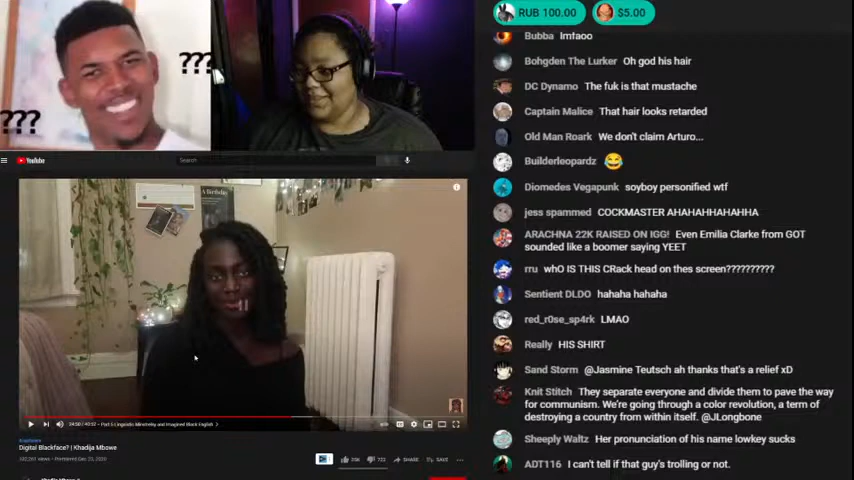 ???
???
YouTube
Search
A Birthday
Digital Blackface? | Khadija Mbowe
SHARE
SAVE
RUB 100.00
$5.00
Bubba lmfaoo
Bohgden The Lurker Oh god his hair
DC Dynamo The fuk is that mustache
Captain Malice That hair looks retarded
Old Man Roark We don't claim Arturo...
Builderleopardz 😂
Diomedes Vegapunk soyboy personified wtf
jess spammed COCKMASTER AHAHAHHAHAHHA
ARACHNA 22K RAISED ON IGG! Even Emilia Clarke from GOT
sounded like a boomer saying YEET
rru whO IS THIS CRack head on thes screen??????????
Sentient DLDO hahaha hahaha
red_r0se_sp4rk LMAO
Really HIS SHIRT
Sand Storm @Jasmine Teutsch ah thanks that's a relief xD
Knit Stitch They separate everyone and divide them to pave the way
for communism. We're going through a color revolution, a term of
destroying a country from within itself. @JLongbone
Sheeply Waltz Her pronunciation of his name lowkey sucks
ADT116 I can't tell if that guy's trolling or not.